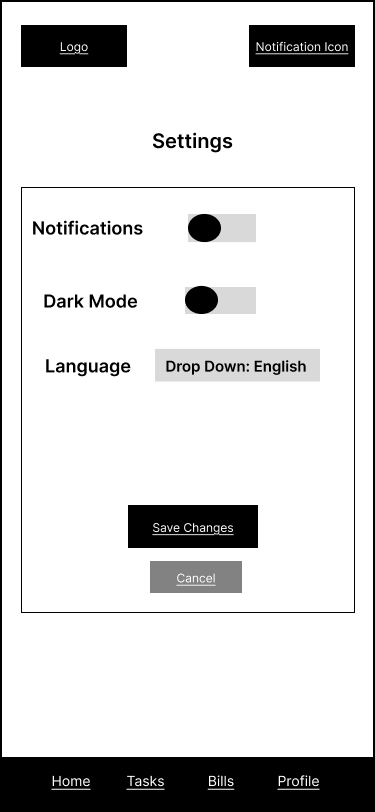 Logo
Notification Icon
Settings
Notifications
Dark Mode
Language
Drop Down: English
Save Changes
Cancel
Home
Tasks
Bills
Profile